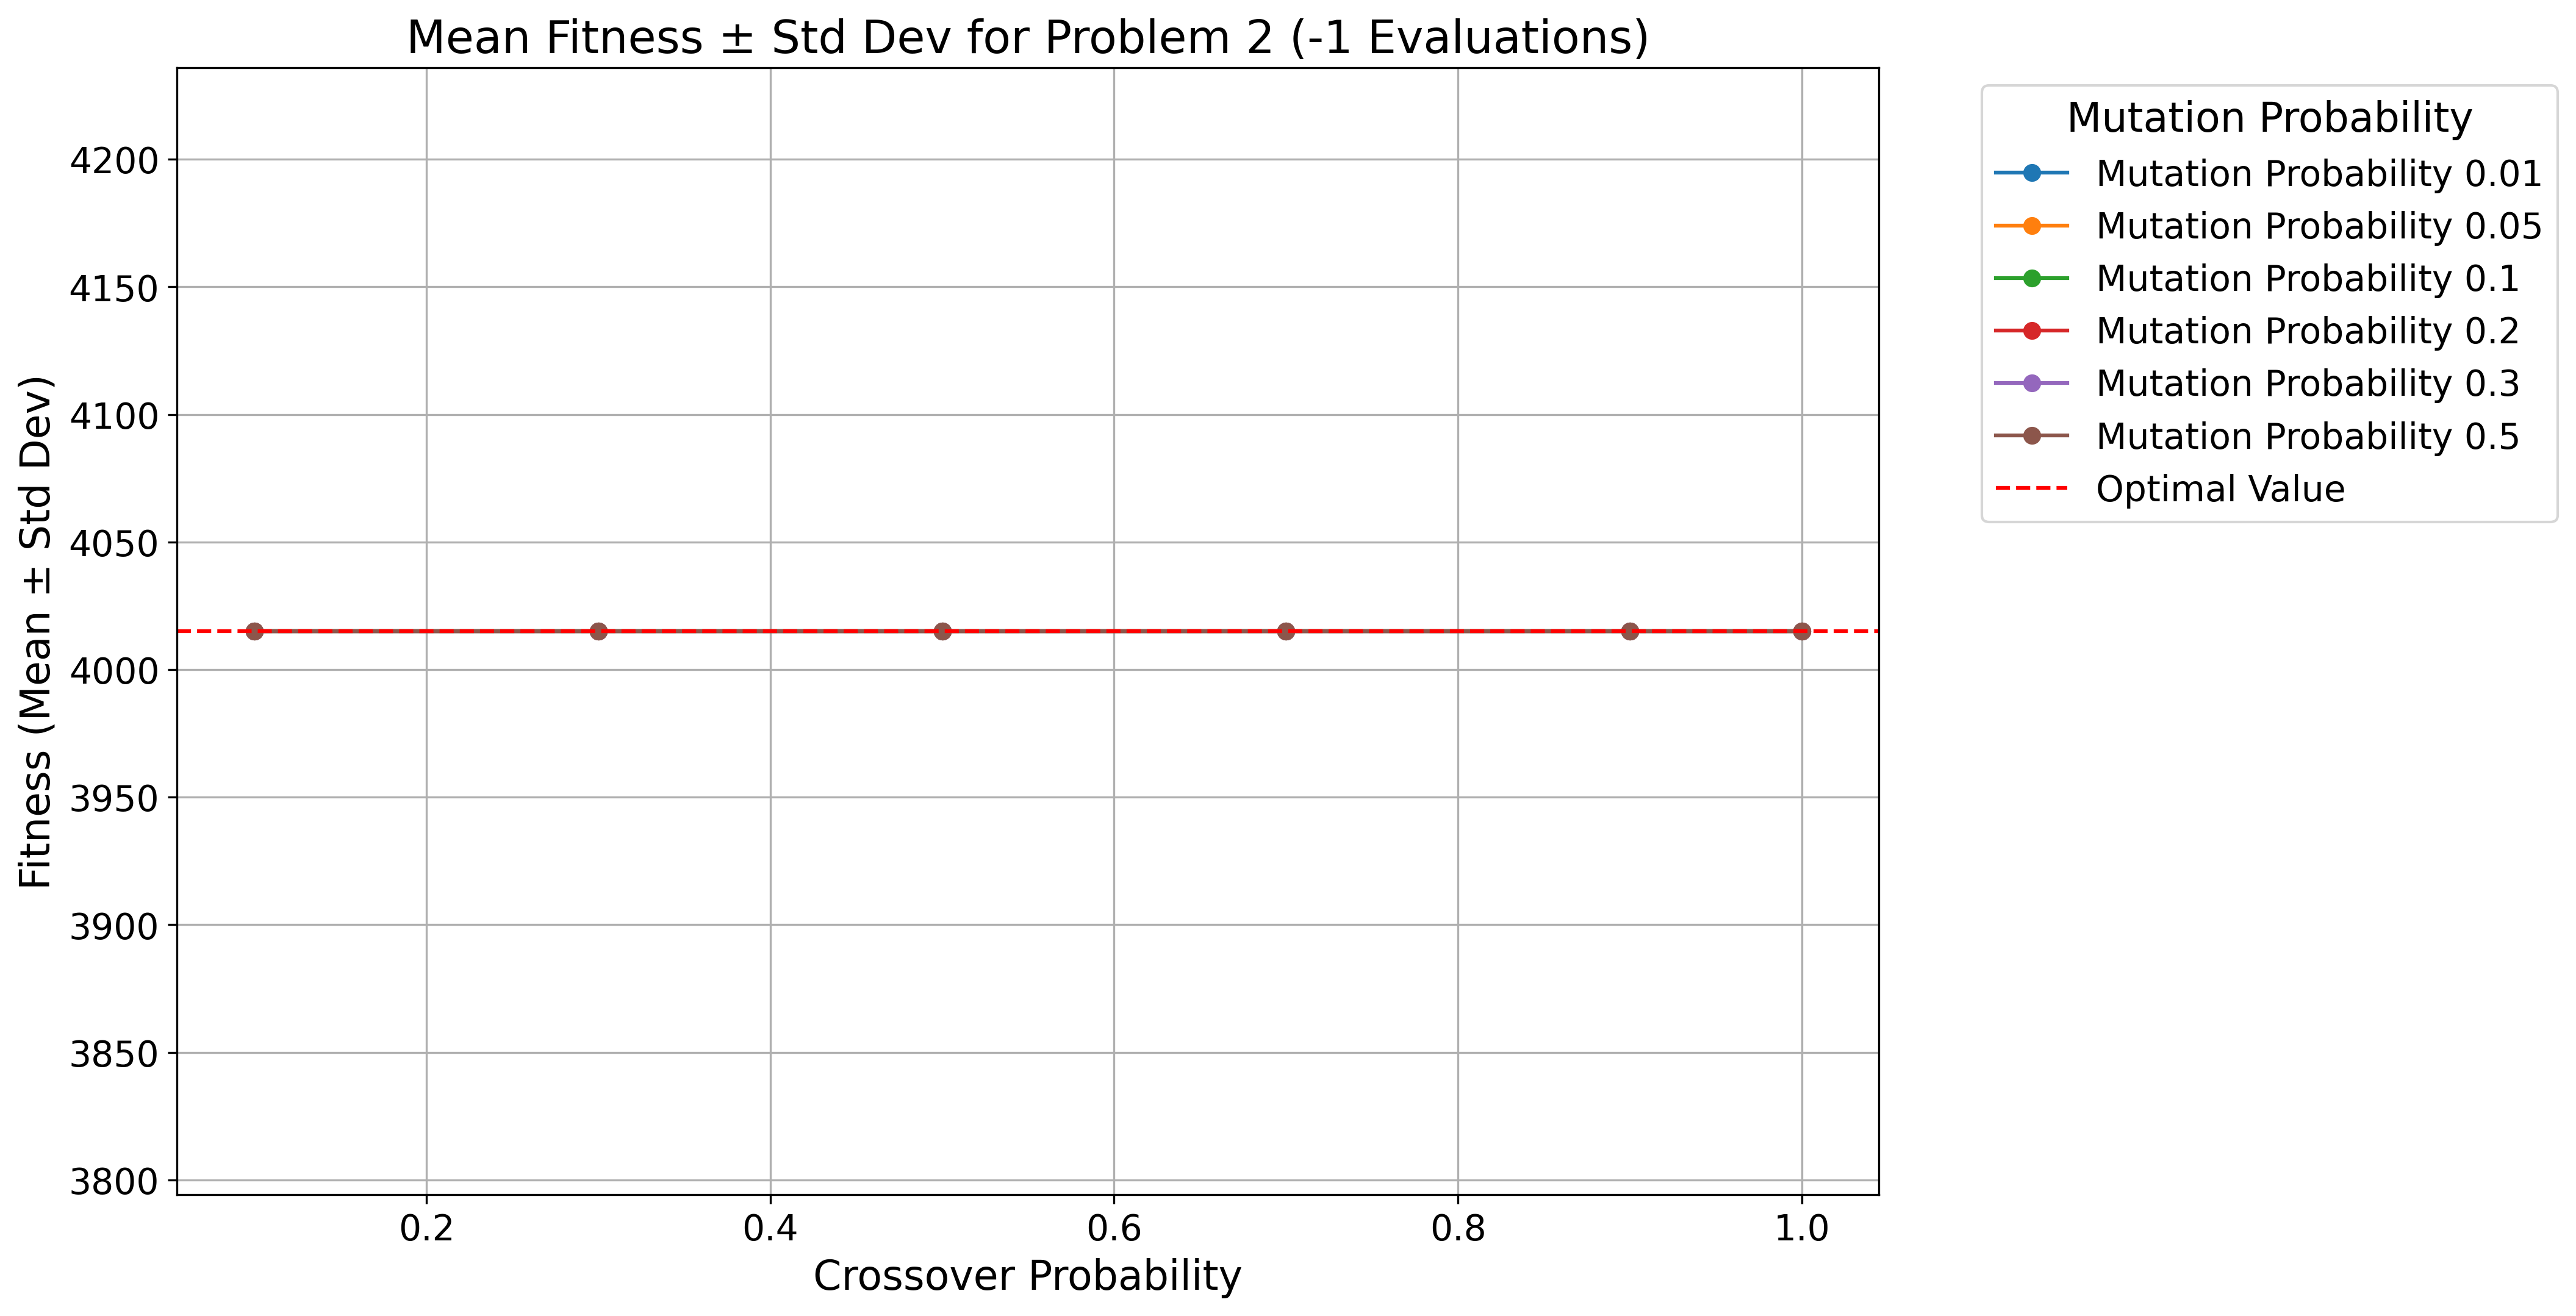 Mean Fitness ± Std Dev for Problem 2 (-1 Evaluations)
Fitness (Mean ± Std Dev)
4200
4150
4100
4050
4000
3950
3900
3850
3800
0.2 0.4 0.6 0.8 1.0
Crossover Probability
Mutation Probability
Mutation Probability 0.01
Mutation Probability 0.05
Mutation Probability 0.1
Mutation Probability 0.2
Mutation Probability 0.3
Mutation Probability 0.5
Optimal Value